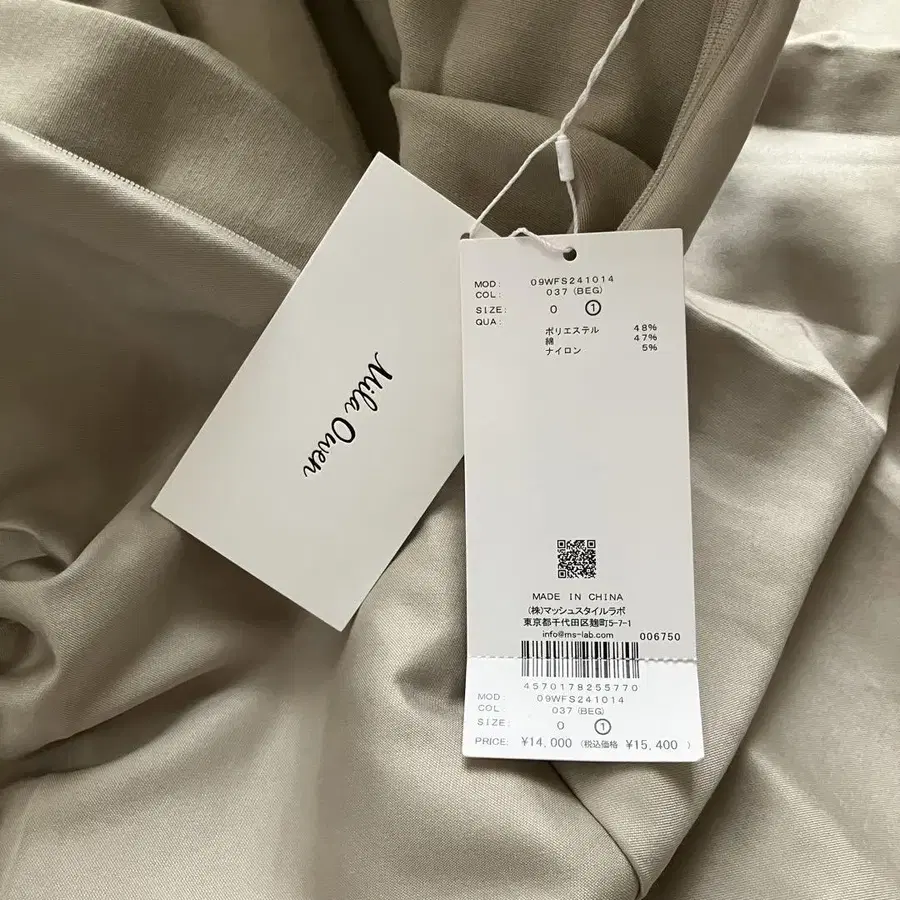 Mila Owen
MOD: 09WFS241014
COL: 037 (BEG)
SIZE: 0 ①
QUA: ポリエステル 48%
綿 47%
ナイロン 5%
MADE IN CHINA
(株)マッシュスタイルラボ
東京都千代田区麹町5-7-1
info@ms-lab.com 006750
4570178255770
MOD: 09WFS241014
COL: 037 (BEG)
SIZE: 0 ①
PRICE: ¥14,000 (税込価格 ¥15,400 )